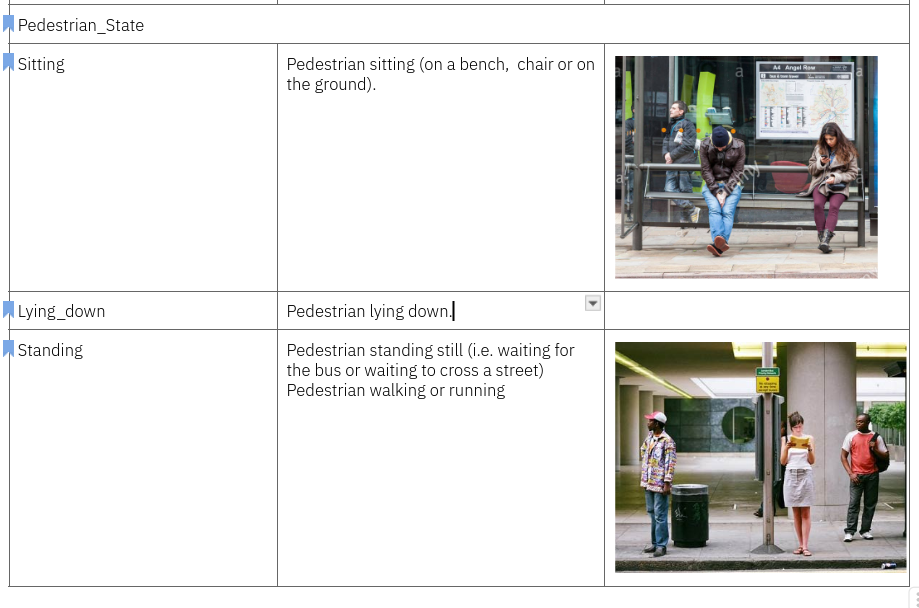 Pedestrian_State
Sitting
Pedestrian sitting (on a bench, chair or on
the ground).
A4 Angel Row
Lying_down
Pedestrian lying down.
Standing
Pedestrian standing still (i.e. waiting for
the bus or waiting to cross a street)
Pedestrian walking or running